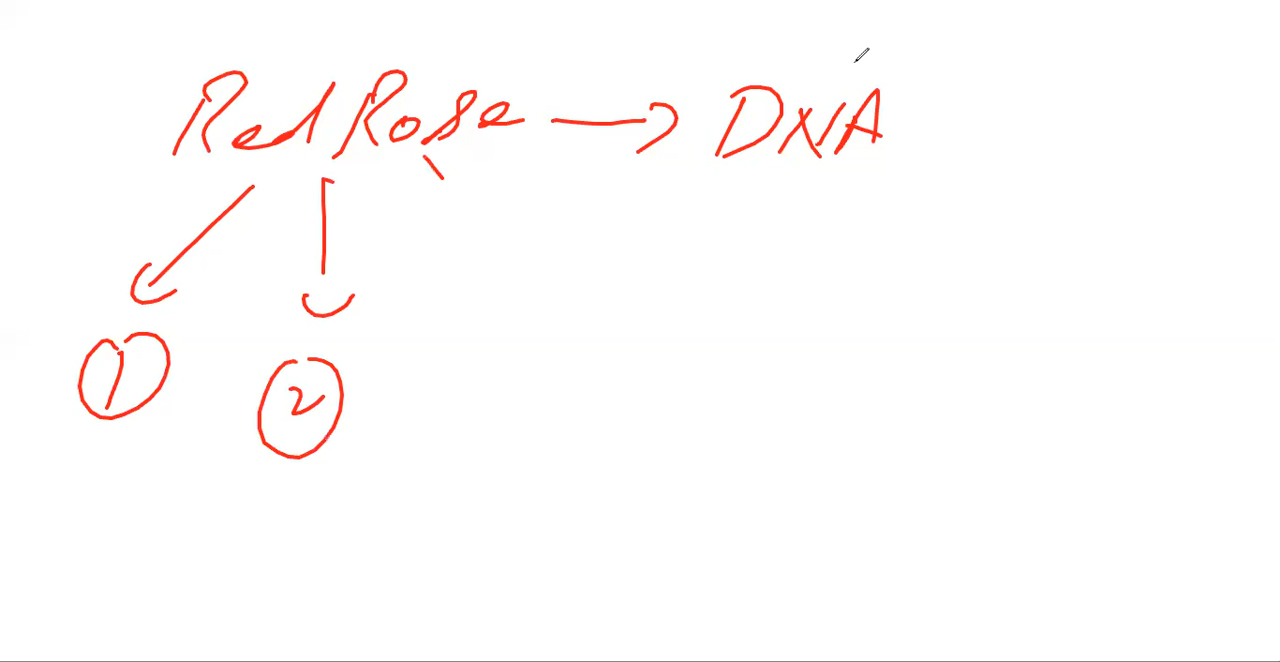 Red Rose → DNA
① ②